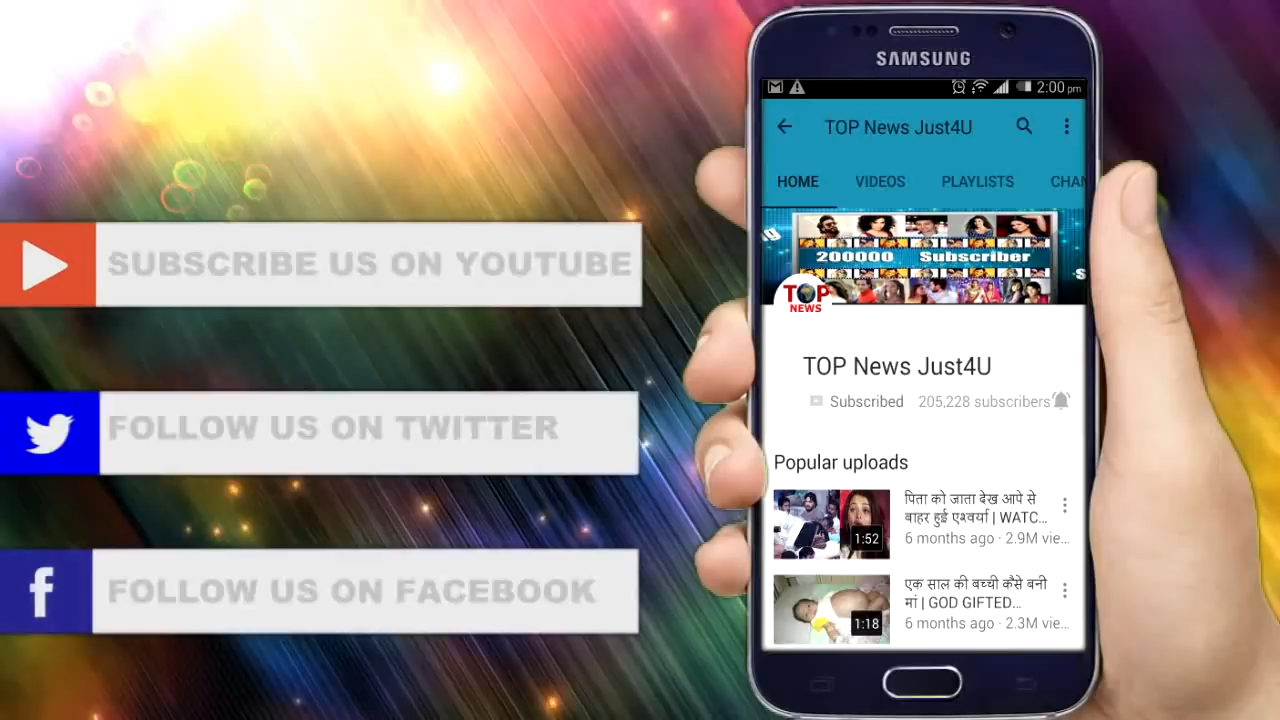 SUBSCRIBE US ON YOUTUBE
FOLLOW US ON TWITTER
FOLLOW US ON FACEBOOK
SAMSUNG
2:00 pm
TOP News Just4U
HOME VIDEOS PLAYLISTS CHAN
200000 Subscriber
TOP
NEWS
TOP News Just4U
Subscribed 205,228 subscribers
Popular uploads
पिता को जाता देख आपे से
बाहर हुई एश्वर्या | WATC...
6 months ago · 2.9M vie...
1:52
एक साल की बच्ची कैसे बनी
मां | GOD GIFTED...
6 months ago · 2.3M vie...
1:18